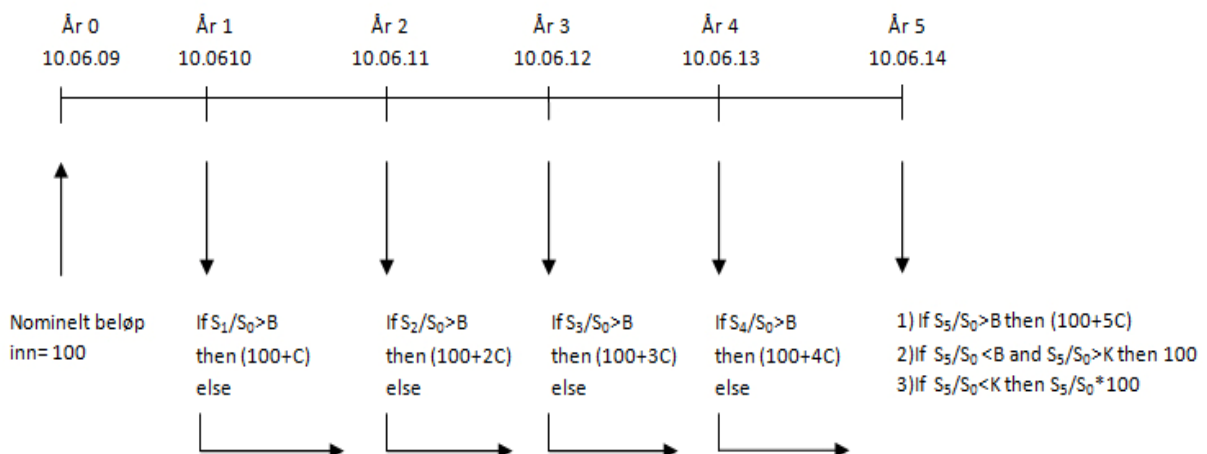 År 0
10.06.09
År 1
10.0610
År 2
10.06.11
År 3
10.06.12
År 4
10.06.13
År 5
10.06.14
Nominelt beløp
inn= 100
If S₁/S₀>B
then (100+C)
else
If S₂/S₀>B
then (100+2C)
else
If S₃/S₀>B
then (100+3C)
else
If S₄/S₀>B
then (100+4C)
else
1) If S₅/S₀>B then (100+5C)
2)If S₅/S₀ <B and S₅/S₀>K then 100
3)If S₅/S₀<K then S₅/S₀*100